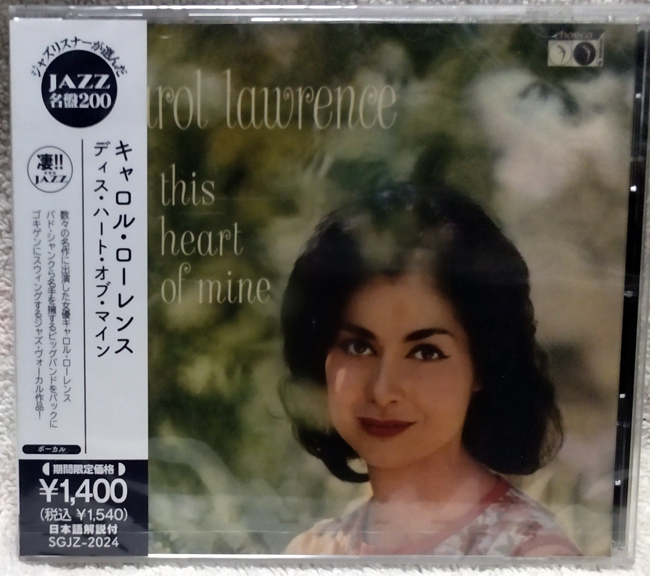 ジャズリスナーが選んだ
JAZZ
名盤200
凄!!
JAZZ
キャロル・ローレンス
ディス・ハート・オブ・マイン
数々の名作に出演した女優キャロル・ローレンス
バド・シャンクら名手を擁するビッグバンドをバックに
ゴキゲンにスウィングするジャズ・ヴォーカル作品!
ボーカル
期間限定価格
¥1,400
(税込 ¥1,540)
日本語解説付
SGJZ-2024
rol lawrence
this
heart
of mine
choreo